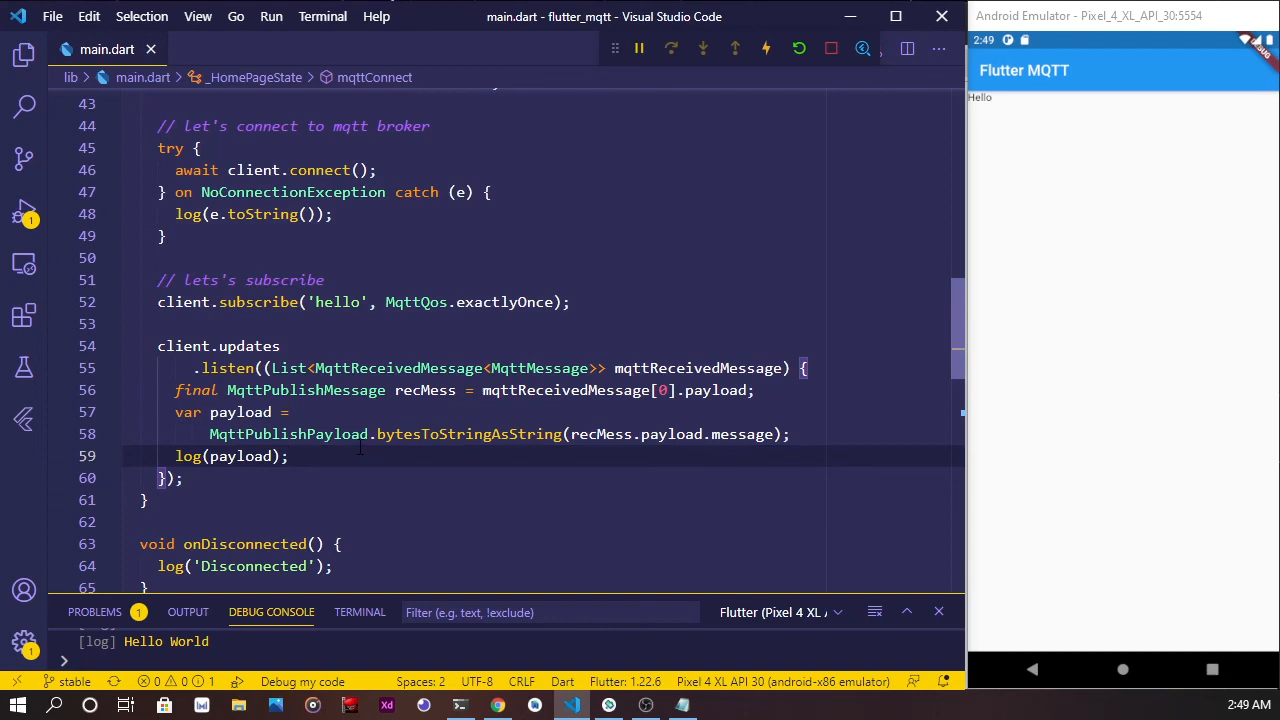 File Edit Selection View Go Run Terminal Help
main.dart - flutter_mqtt - Visual Studio Code
Android Emulator - Pixel_4_XL_API_30:5554
main.dart
lib > main.dart > _HomePageState > mqttConnect
2:49
DEBUG
Flutter MQTT
Hello
43
44 // let's connect to mqtt broker
45 try {
46 await client.connect();
47 } on NoConnectionException catch (e) {
48 log(e.toString());
49 }
50
51 // lets's subscribe
52 client.subscribe('hello', MqttQos.exactlyOnce);
53
54 client.updates
55 .listen((List<MqttReceivedMessage<MqttMessage>> mqttReceivedMessage) {
56 final MqttPublishMessage recMess = mqttReceivedMessage[0].payload;
57 var payload =
58 MqttPublishPayload.bytesToStringAsString(recMess.payload.message);
59 log(payload);
60 });
61 }
62
63 void onDisconnected() {
64 log('Disconnected');
65 }
1
1
PROBLEMS 1 OUTPUT DEBUG CONSOLE TERMINAL Filter (e.g. text, !exclude) Flutter (Pixel 4 XL
[log] Hello World
>
stable 0 0 1 Debug my code Spaces: 2 UTF-8 CRLF Dart Flutter: 1.22.6 Pixel 4 XL API 30 (android-x86 emulator)
Xd
2:49 AM